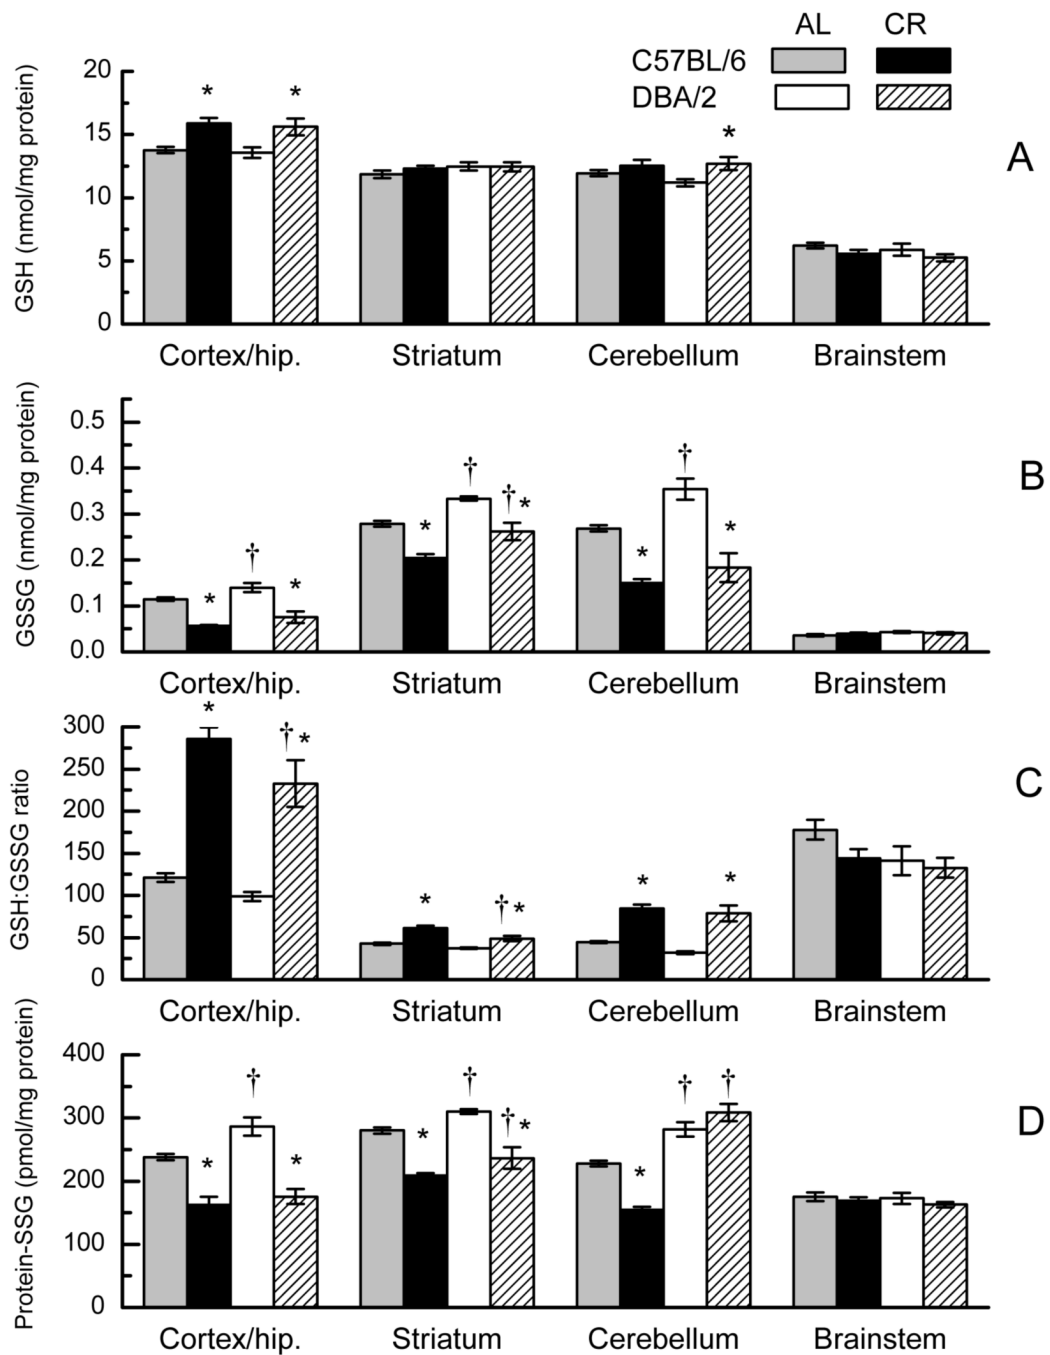 AL CR
C57BL/6
DBA/2
A
GSH (nmol/mg protein)
20
*
*
15
*
10
5
0
Cortex/hip. Striatum Cerebellum Brainstem
B
GSSG (nmol/mg protein)
0.5
†
0.4
†
†*
0.3
*
*
*
0.2
†
*
*
0.1
0.0
Cortex/hip. Striatum Cerebellum Brainstem
C
GSH:GSSG ratio
*
300
†*
250
200
150
*
*
100
*
†*
50
0
Cortex/hip. Striatum Cerebellum Brainstem
D
Protein-SSG (pmol/mg protein)
400
† † † †
300
†*
* * * *
200
100
0
Cortex/hip. Striatum Cerebellum Brainstem